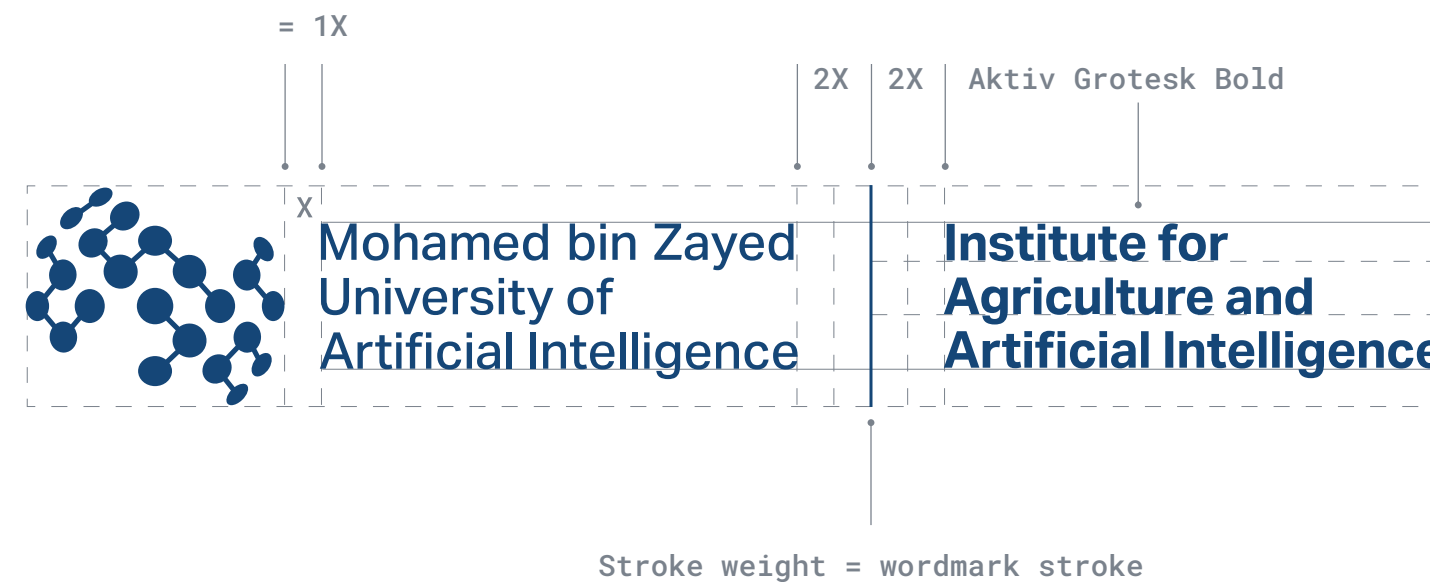 = 1X
2X 2X Aktiv Grotesk Bold
X
Mohamed bin Zayed
University of
Artificial Intelligence
Institute for
Agriculture and
Artificial Intelligence
Stroke weight = wordmark stroke